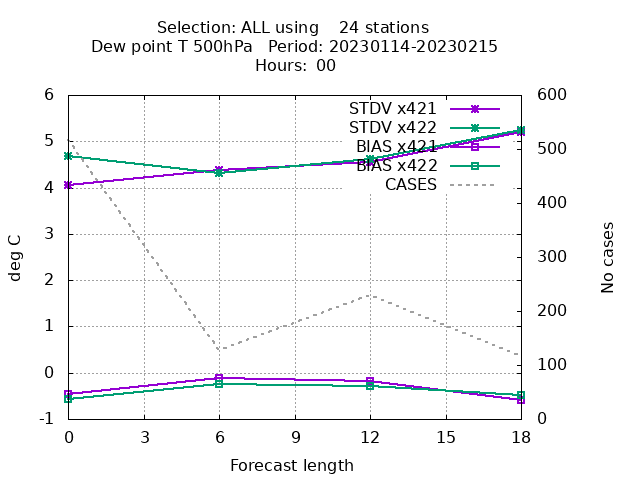 Selection: ALL using    24 stations
Dew point T 500hPa   Period: 20230114-20230215
Hours:  00
6 600
STDV x421
STDV x422
5 500
BIAS x421
BIAS x422
4 400
CASES
3 300
deg C
No cases
2 200
1
0 100
-1 0
0 3 6 9 12 15 18
Forecast length